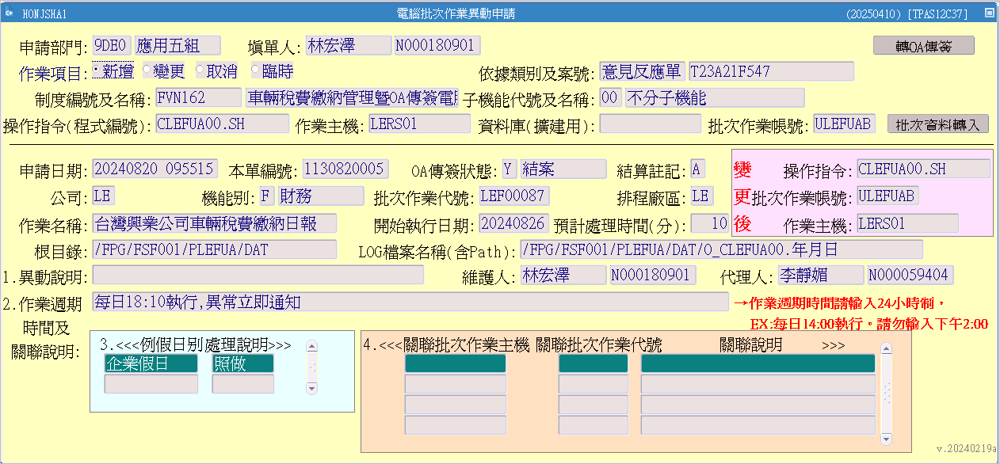 HONJSHA1 電腦批次作業異動申請 (20250410) [TPAS12C37]
申請部門: 9DE0 應用五組 填單人: 林宏澤 N000180901 轉OA傳簽
作業項目: 新增 變更 取消 臨時 依據類別及案號: 意見反應單 T23A21F547
制度編號及名稱: FVN162 車輛稅費繳納管理暨OA傳簽電 子機能代號及名稱: 00 不分子機能
操作指令(程式編號): CLEFUA00.SH 作業主機: LERS01 資料庫(擴建用): 批次作業帳號: ULEFUAB 批次資料轉入
申請日期: 20240820 095515 本單編號: 1130820005 OA傳簽狀態: Y 結案 結算註記: A 變 操作指令: CLEFUA00.SH
公司: LE 機能別: F 財務 批次作業代號: LEF00087 排程廠區: LE 更 批次作業帳號: ULEFUAB
作業名稱: 台灣興業公司車輛稅費繳納日報 開始執行日期: 20240826 預計處理時間(分): 10 後 作業主機: LERS01
根目錄: /FPG/FSF001/PLEFUA/DAT LOG檔案名稱(含Path): /FPG/FSF001/PLEFUA/DAT/O_CLEFUA00.年月日
1.異動說明: 維護人: 林宏澤 N000180901 代理人: 李靜媚 N000059404
2.作業週期 每日18:10執行,異常立即通知 →作業週期時間請輸入24小時制，
時間及 EX:每日14:00執行。請勿輸入下午2:00
關聯說明: 3.<<<例假日別處理說明>>> 4.<<<關聯批次作業主機 關聯批次作業代號 關聯說明 >>>
企業假日 照做
v.20240219a